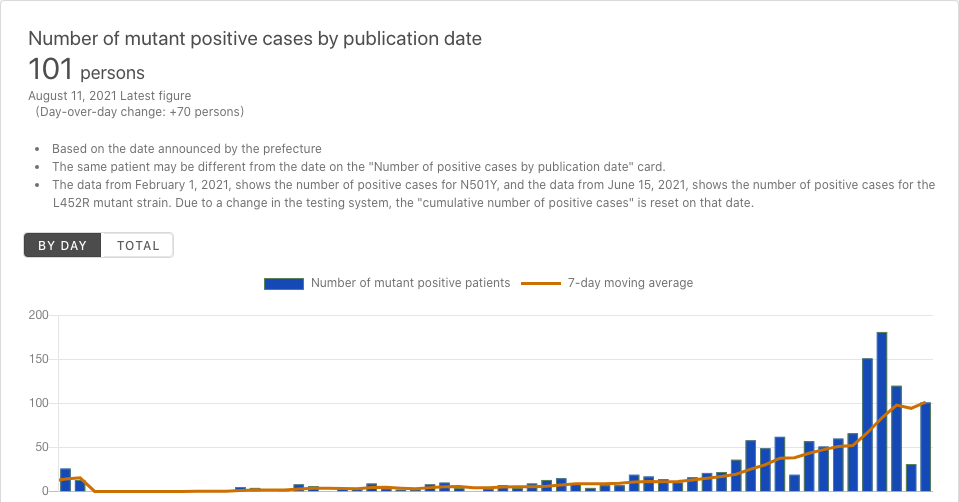 Number of mutant positive cases by publication date
101 persons
August 11, 2021 Latest figure
(Day-over-day change: +70 persons)
• Based on the date announced by the prefecture
• The same patient may be different from the date on the "Number of positive cases by publication date" card.
• The data from February 1, 2021, shows the number of positive cases for N501Y, and the data from June 15, 2021, shows the number of positive cases for the
L452R mutant strain. Due to a change in the testing system, the "cumulative number of positive cases" is reset on that date.
BY DAY TOTAL
Number of mutant positive patients 7-day moving average
200
150
100
50
0